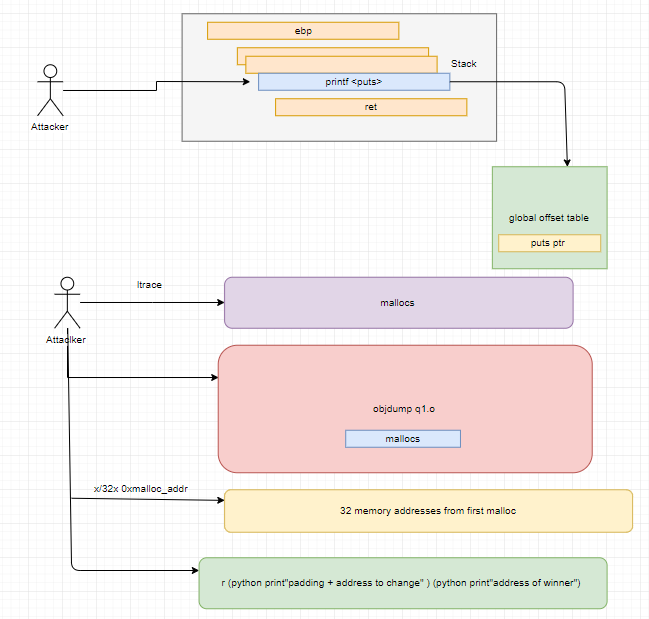 ebp
Stack
printf <puts>
ret
Attacker
global offset table
puts ptr
ltrace
mallocs
Attacker
objdump q1.o
mallocs
x/32x 0xmalloc_addr
32 memory addresses from first malloc
r (python print"padding + address to change" ) (python print"address of winner")